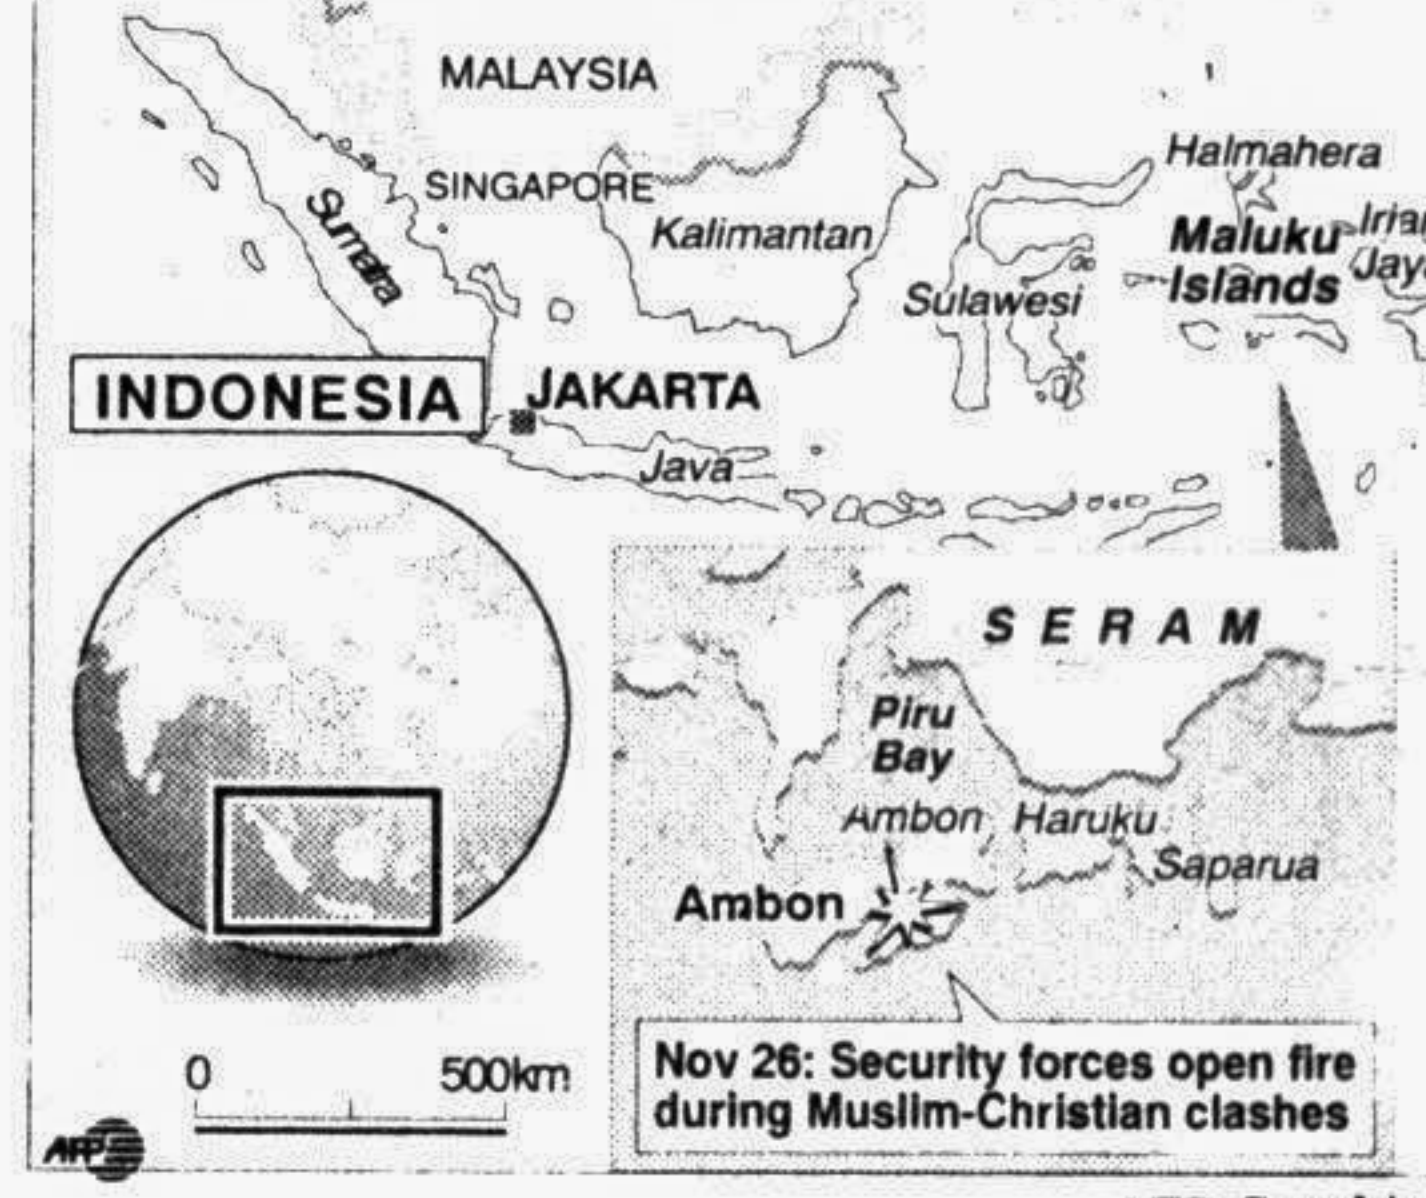 MALAYSIA
Halmahera
SINGAPORE
Sumatra
Kalimantan
Maluku
Islands
Sulawesi
INDONESIA
JAKARTA
Java
SERAM
Piru
Bay
Ambon
Haruku
Saparua
Ambon
Nov 26: Security forces open fire
during Muslim-Christian clashes
0
500km
AFP